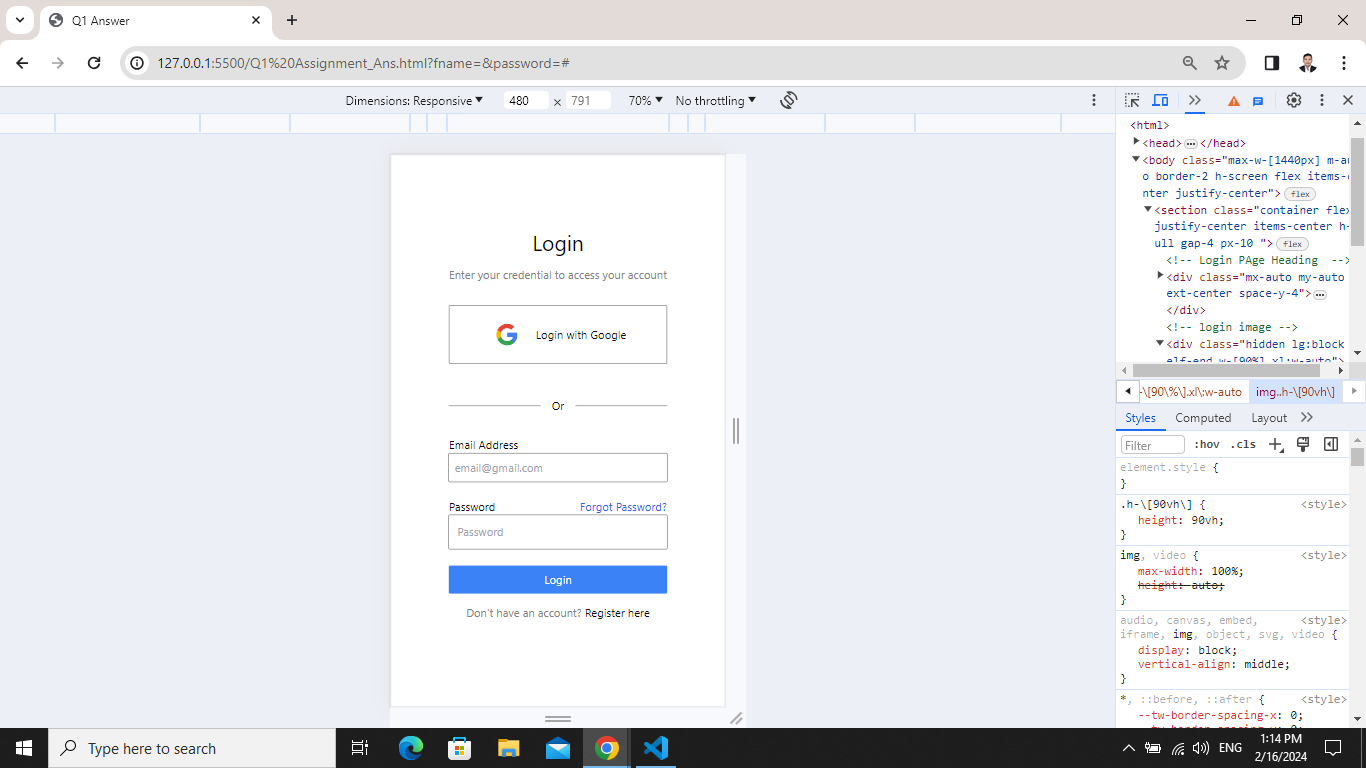 Q1 Answer
127.0.0.1:5500/Q1%20Assignment_Ans.html?fname=&password=#
Dimensions: Responsive 480 × 791 70% No throttling
Login
Enter your credential to access your account
Login with Google
Or
Email Address
email@gmail.com
Password Forgot Password?
Password
Login
Don't have an account? Register here
<html>
<head> </head>
<body class="max-w-[1440px] m-au
o border-2 h-screen flex items-c
nter justify-center"> flex
<section class="container flex
justify-center items-center h-
ull gap-4 px-10 "> flex
<!-- Login PAge Heading -->
<div class="mx-auto my-auto
ext-center space-y-4">
</div>
<!-- login image -->
<div class="hidden lg:block
elf-end w-[90%] xl:w-auto">
-\[90\%\].xl\:w-auto img..h-\[90vh\]
Styles Computed Layout
Filter :hov .cls
element.style {
}
.h-\[90vh\] { <style>
height: 90vh;
}
img, video { <style>
max-width: 100%;
height: auto;
}
audio, canvas, embed, <style>
iframe, img, object, svg, video {
display: block;
vertical-align: middle;
}
*, ::before, ::after { <style>
--tw-border-spacing-x: 0;
Type here to search
ENG
1:14 PM
2/16/2024